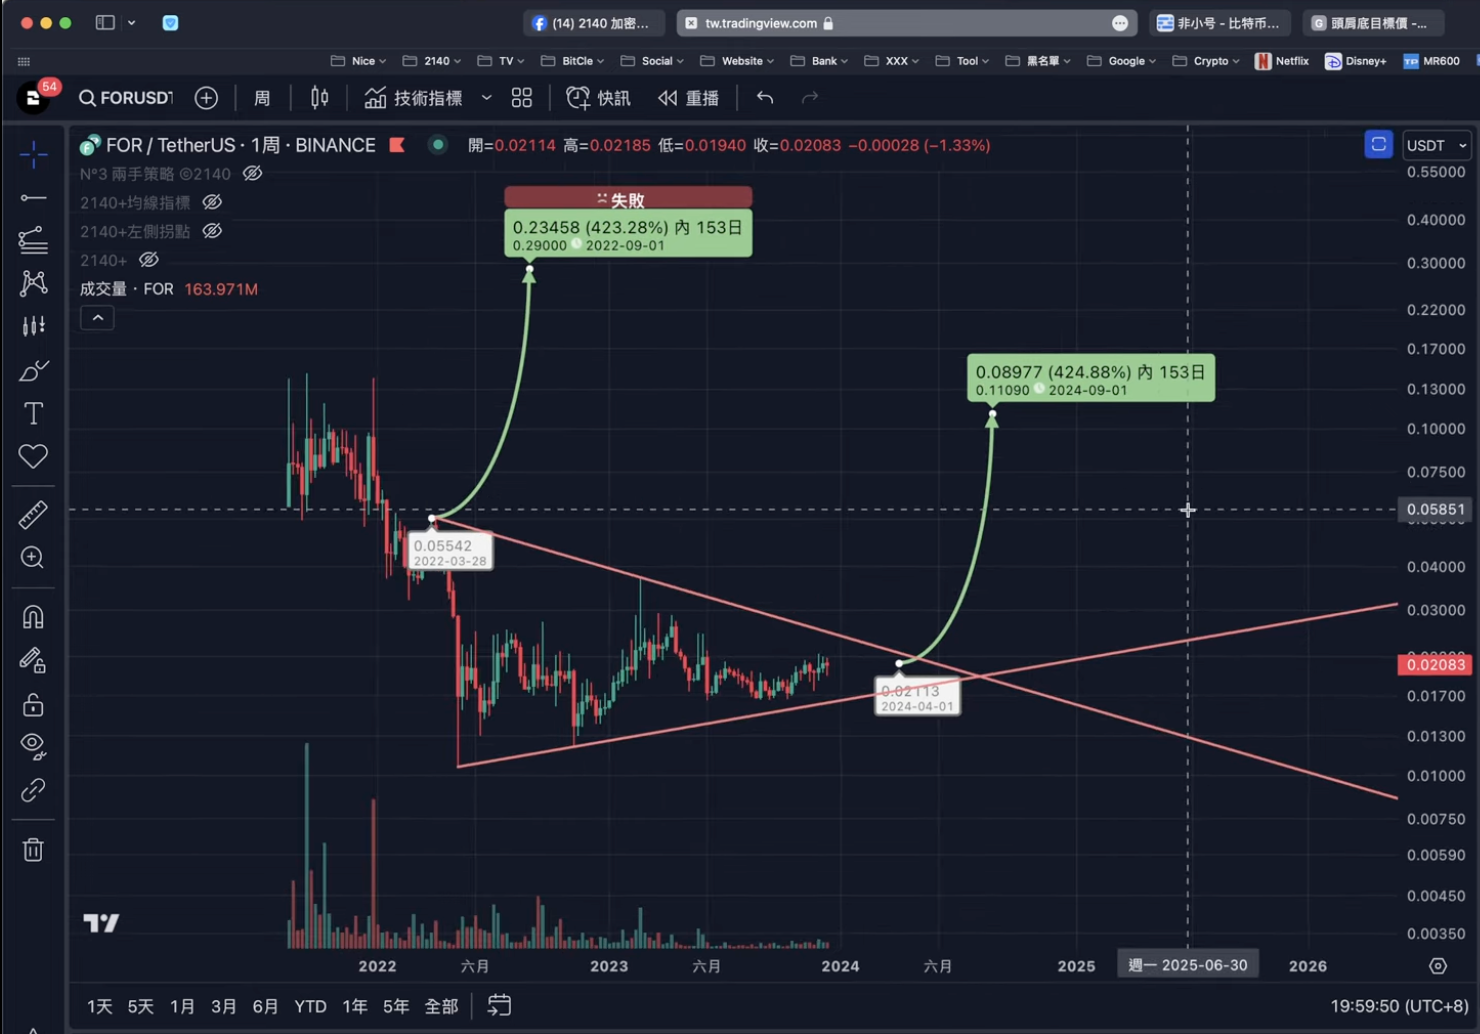 (14) 2140 加密...
tw.tradingview.com
非小号 - 比特币...
頭肩底目標價 -...
Nice
2140
TV
BitCle
Social
Website
Bank
XXX
Tool
黑名單
Google
Crypto
Netflix
Disney+
MR600
54
FORUSDT
周
技術指標
快訊
重播
FOR / TetherUS · 1周 · BINANCE
開=0.02114 高=0.02185 低=0.01940 收=0.02083 −0.00028 (−1.33%)
USDT
N°3 兩手策略 ©2140
2140+均線指標
2140+左側拐點
2140+
成交量 · FOR 163.971M
失敗
0.23458 (423.28%) 內 153日
0.29000 2022-09-01
0.08977 (424.88%) 內 153日
0.11090 2024-09-01
0.05542
2022-03-28
0.02113
2024-04-01
0.55000
0.40000
0.30000
0.22000
0.17000
0.13000
0.10000
0.07500
0.05851
0.04000
0.03000
0.02083
0.01700
0.01300
0.01000
0.00750
0.00590
0.00450
0.00350
2022
六月
2023
六月
2024
六月
2025
週一 2025-06-30
2026
1天 5天 1月 3月 6月 YTD 1年 5年 全部
19:59:50 (UTC+8)